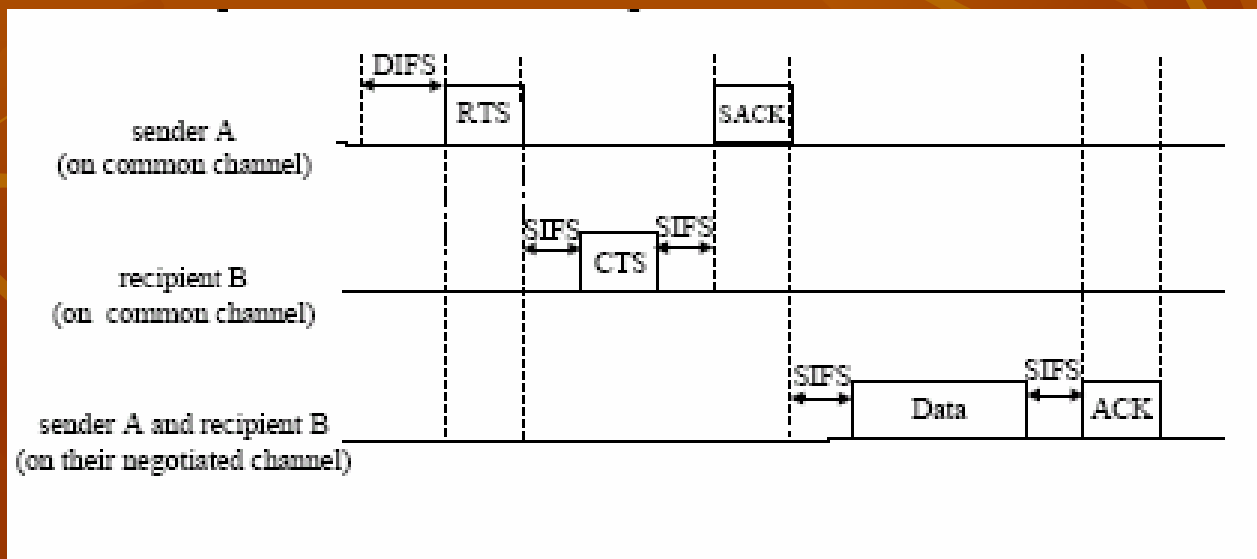 DIFS
RTS
SACK
sender A
(on common channel)
SIFS
SIFS
CTS
recipient B
(on common channel)
SIFS
SIFS
Data
ACK
sender A and recipient B
(on their negotiated channel)